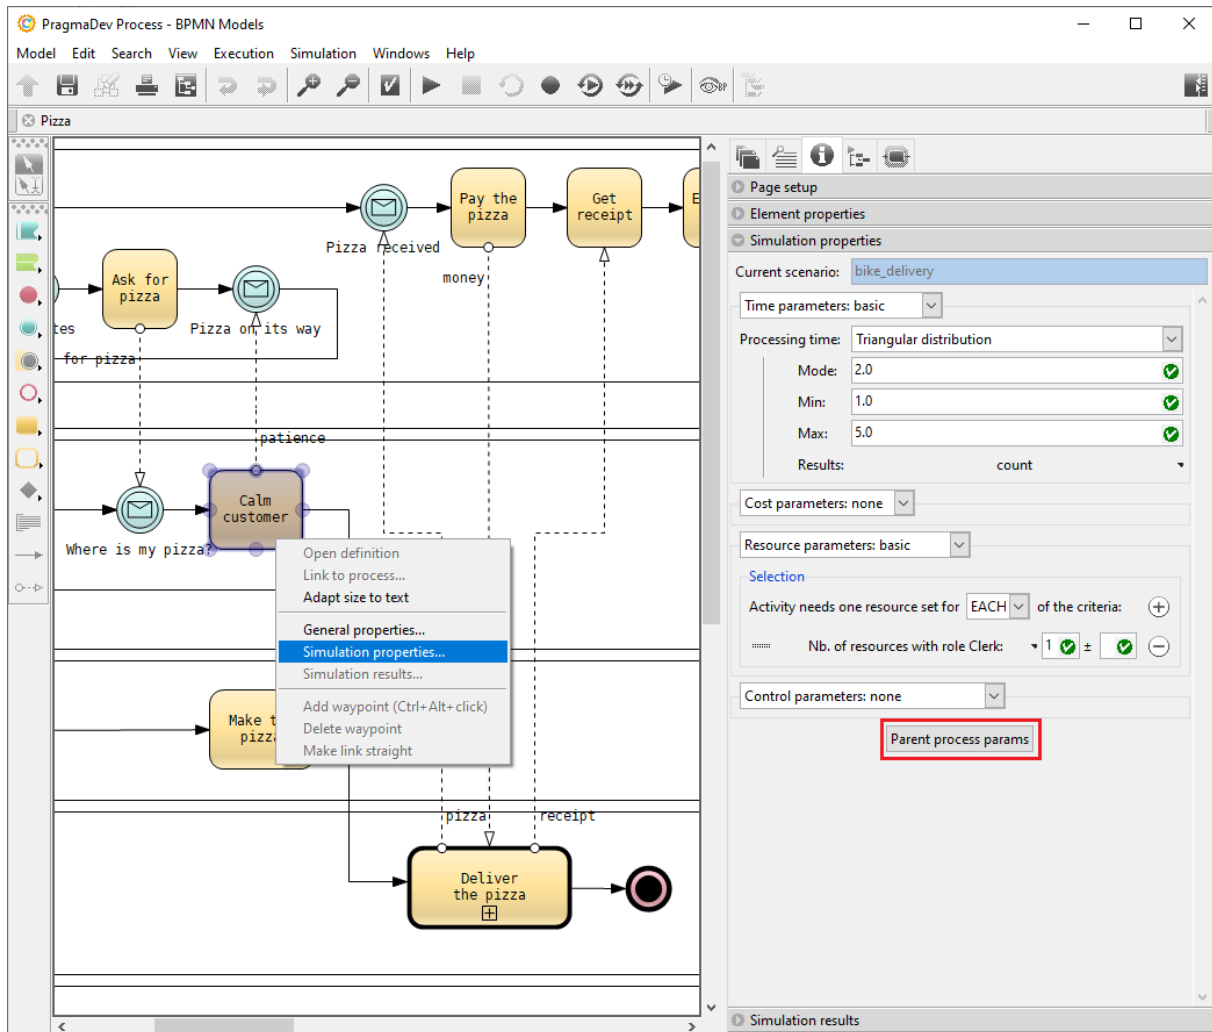 PragmaDev Process - BPMN Models
Model Edit Search View Execution Simulation Windows Help
BP
Pizza
Pay the
pizza
Get
receipt
E
Pizza received
money
Ask for
pizza
tes
Pizza on its way
for pizza
patience
Calm
customer
Where is my pizza?
Open definition
Link to process...
Adapt size to text
General properties...
Simulation properties...
Simulation results...
Add waypoint (Ctrl+Alt+click)
Delete waypoint
Make link straight
Make t
pizz
pizza
receipt
Deliver
the pizza
Page setup
Element properties
Simulation properties
Current scenario: bike_delivery
Time parameters: basic
Processing time: Triangular distribution
Mode: 2.0
Min: 1.0
Max: 5.0
Results: count
Cost parameters: none
Resource parameters: basic
Selection
Activity needs one resource set for EACH of the criteria:
Nb. of resources with role Clerk: 1 ±
Control parameters: none
Parent process params
Simulation results